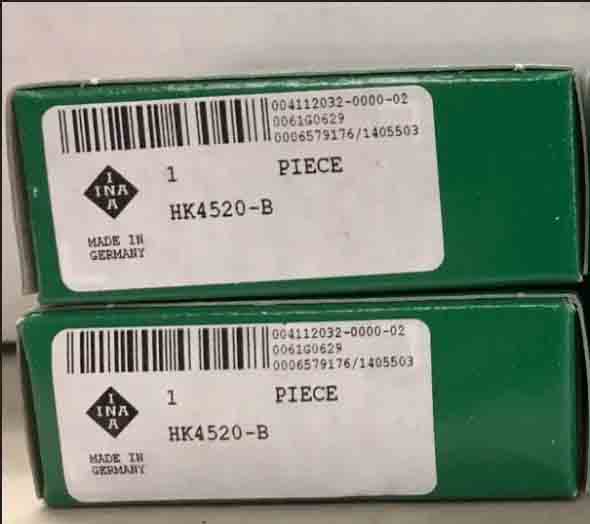 004112032-0000-02
0061G0629
0006579176/1405503
1 PIECE
I
INA
A
HK4520-B
MADE IN
GERMANY
004112032-0000-02
0061G0629
0006579176/1405503
1 PIECE
I
INA
A
HK4520-B
MADE IN
GERMANY